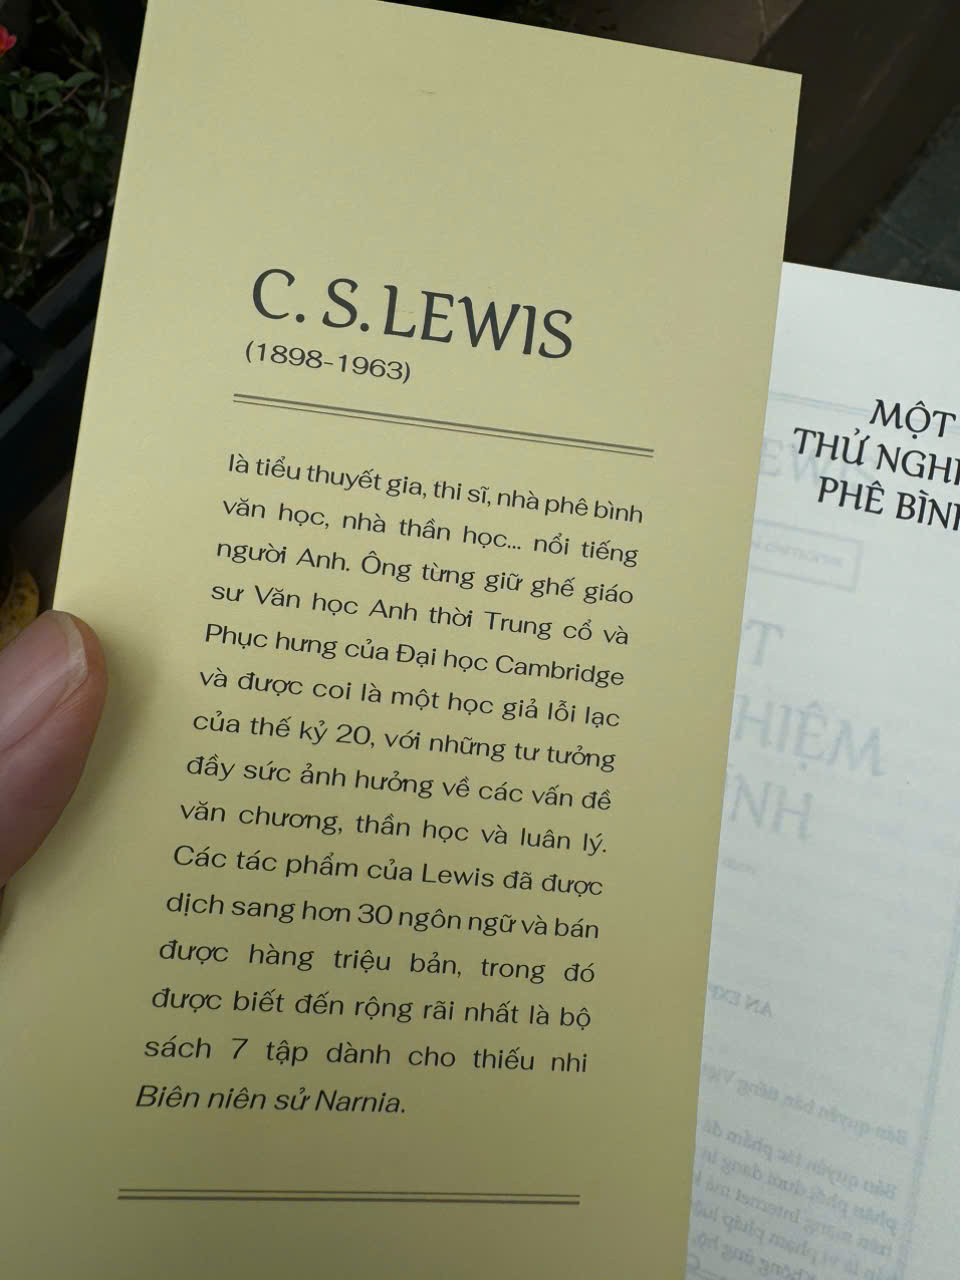 C. S. LEWIS
(1898-1963)
là tiểu thuyết gia, thi sĩ, nhà phê bình
văn học, nhà thần học... nổi tiếng
người Anh. Ông từng giữ ghế giáo
sư Văn học Anh thời Trung cổ và
Phục hưng của Đại học Cambridge
và được coi là một học giả lỗi lạc
của thế kỷ 20, với những tư tưởng
đầy sức ảnh hưởng về các vấn đề
văn chương, thần học và luân lý.
Các tác phẩm của Lewis đã được
dịch sang hơn 30 ngôn ngữ và bán
được hàng triệu bản, trong đó
được biết đến rộng rãi nhất là bộ
sách 7 tập dành cho thiếu nhi
Biên niên sử Narnia.
MỘT
THỬ NGHI
PHÊ BÌN